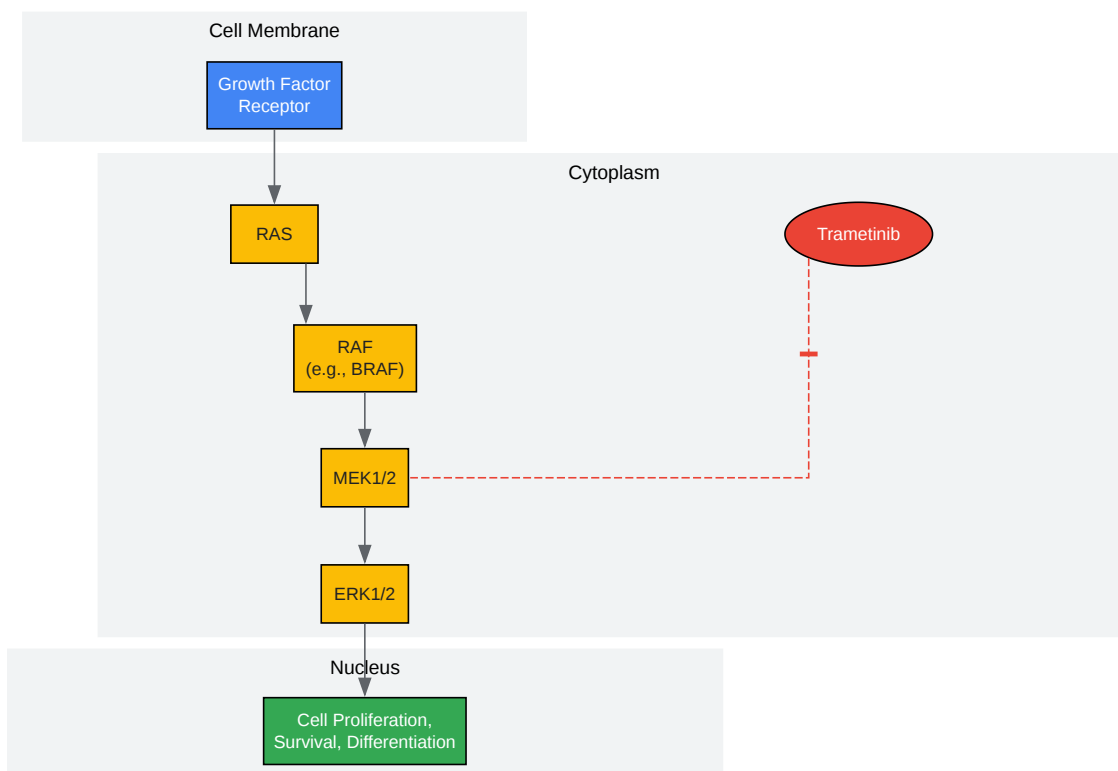 Cell Membrane
Growth Factor
Receptor
Cytoplasm
RAS
Trametinib
RAF
(e.g., BRAF)
MEK1/2
ERK1/2
Nucleus
Cell Proliferation,
Survival, Differentiation